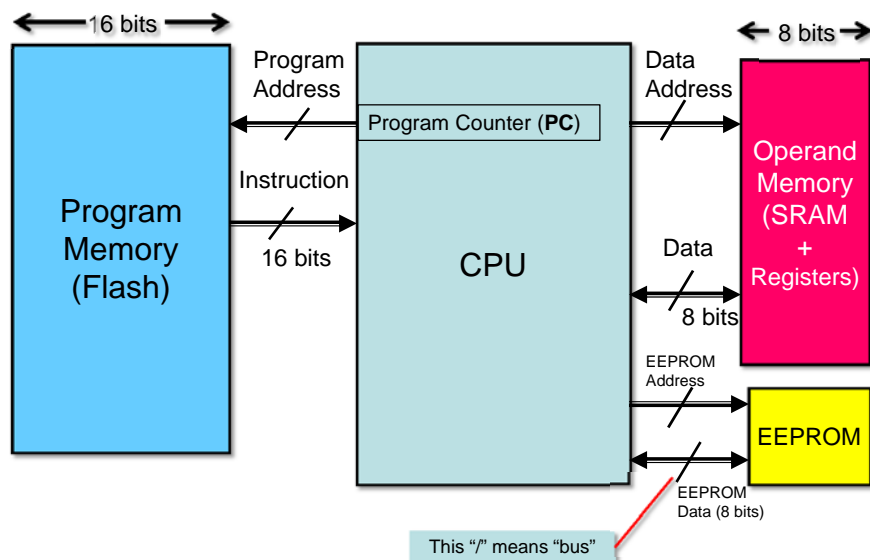 16 bits
8 bits
Program
Address
Data
Address
Program Counter (PC)
Operand
Memory
(SRAM
+
Registers)
Instruction
16 bits
Program
Memory
(Flash)
CPU
Data
8 bits
EEPROM
Address
EEPROM
EEPROM
Data (8 bits)
This “/” means “bus”